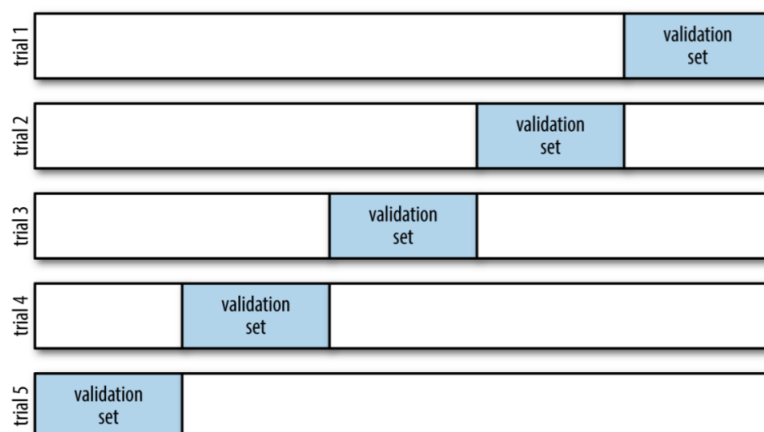 trial 1
validation
set
trial 2
validation
set
trial 3
validation
set
trial 4
validation
set
trial 5
validation
set